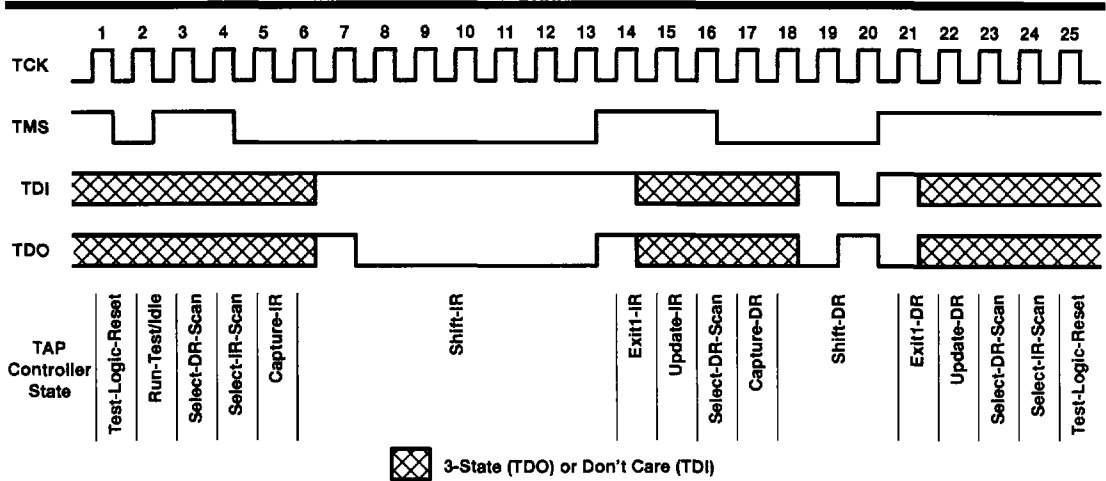 1 2 3 4 5 6 7 8 9 10 11 12 13 14 15 16 17 18 19 20 21 22 23 24 25
TCK
TMS
TDI
TDO
TAP
Controller
State
Test-Logic-Reset
Run-Test/Idle
Select-DR-Scan
Select-IR-Scan
Capture-IR
Shift-IR
Exit1-IR
Update-IR
Select-DR-Scan
Capture-DR
Shift-DR
Exit1-DR
Update-DR
Select-DR-Scan
Select-IR-Scan
Test-Logic-Reset
3-State (TDO) or Don't Care (TDI)